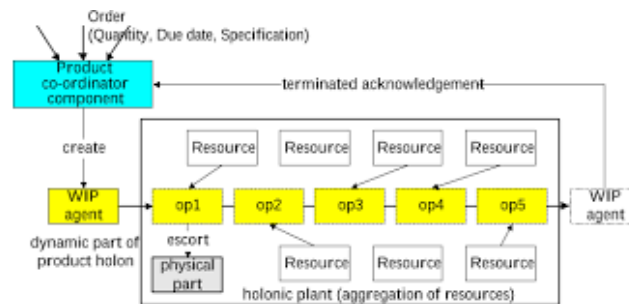 Order
(Quantity, Due date, Specification)
Product
co-ordinator
component
terminated acknowledgement
create
Resource Resource Resource Resource
WIP
agent
op1 op2 op3 op4 op5
WIP
agent
dynamic part of
product holon
escort
physical
part
Resource Resource Resource
holonic plant (aggregation of resources)